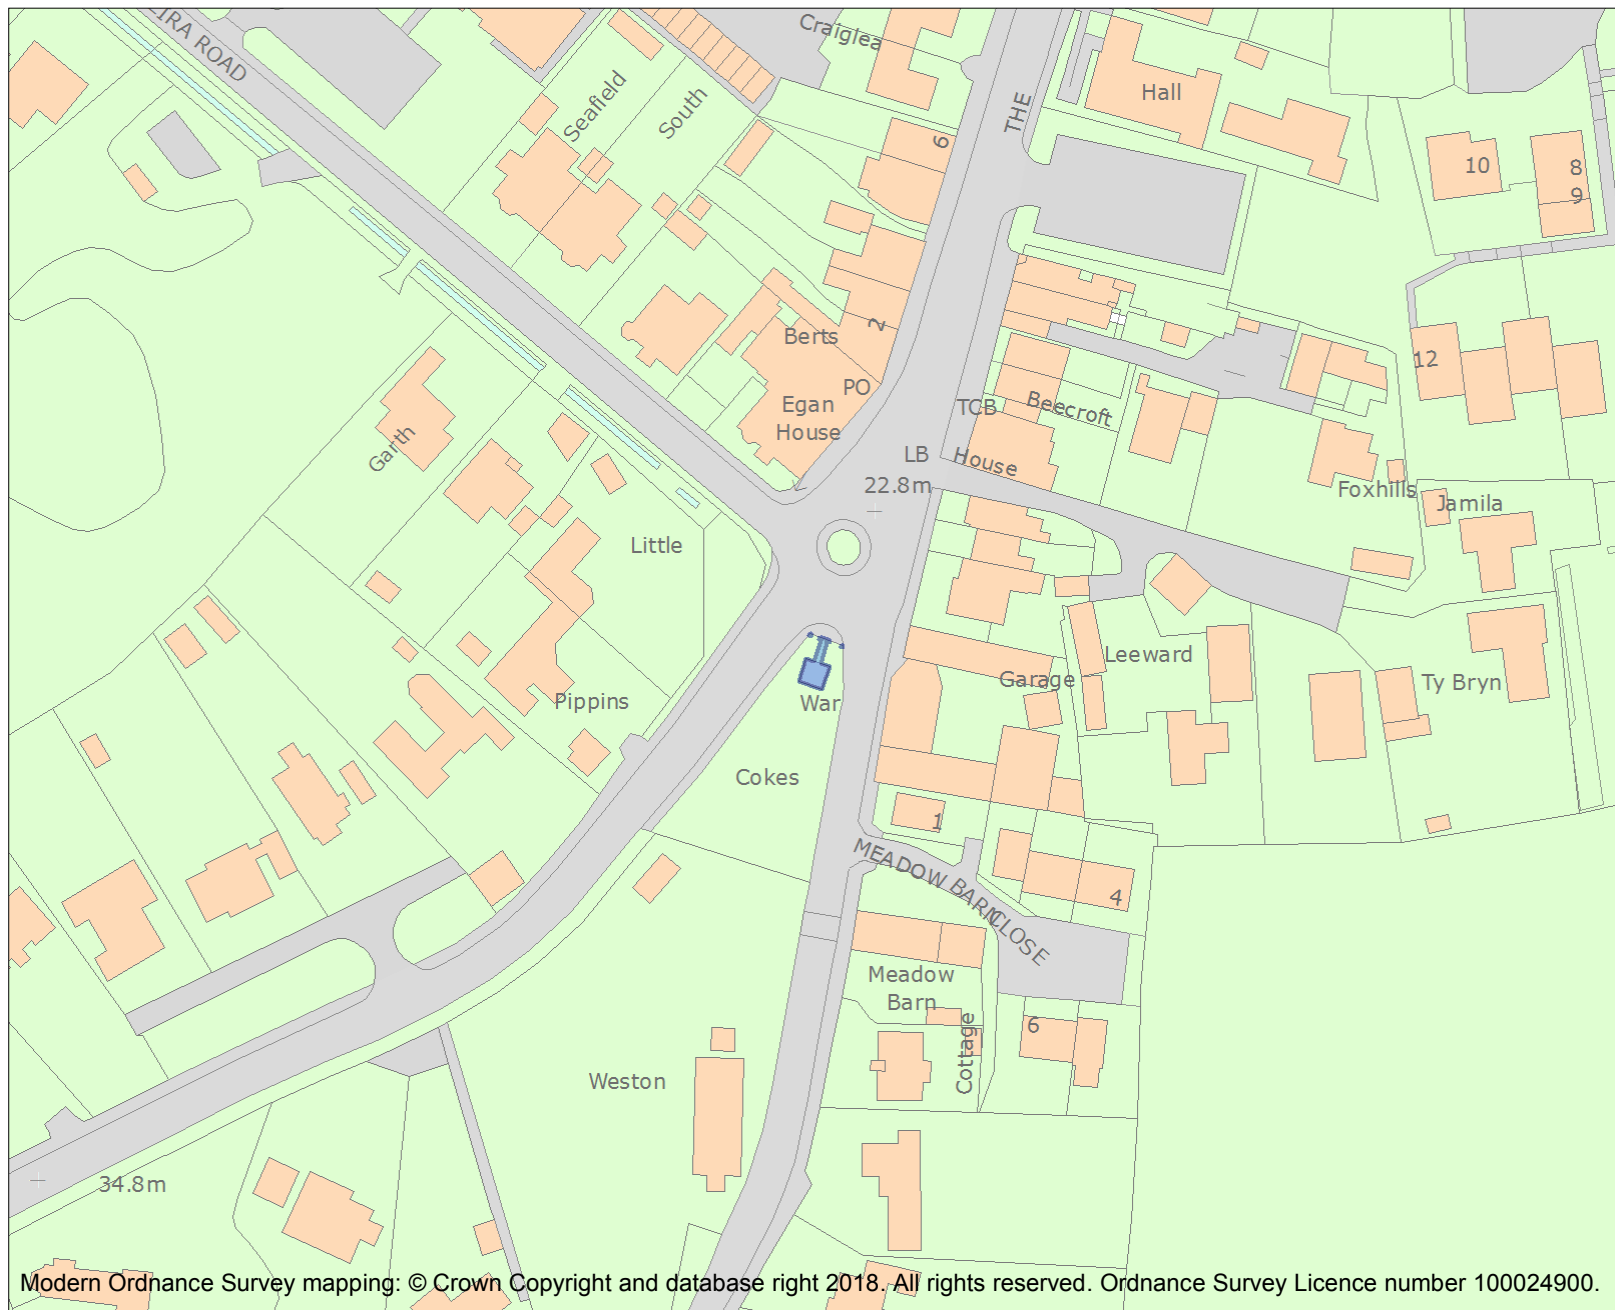 EIRA ROAD
Craiglea
THE
Seafield
South
Hall
6
10
8
9
Berts
2
12
PO
Egan
House
TCB
Beecroft
Garth
LB
House
22.8m
Foxhills
Jamila
Little
Leeward
Garage
Ty Bryn
Pippins
War
Cokes
1
MEADOW BARN
CLOSE
4
Meadow
Barn
6
Cottage
Weston
34.8m
Modern Ordnance Survey mapping: © Crown Copyright and database right 2018. All rights reserved. Ordnance Survey Licence number 100024900.